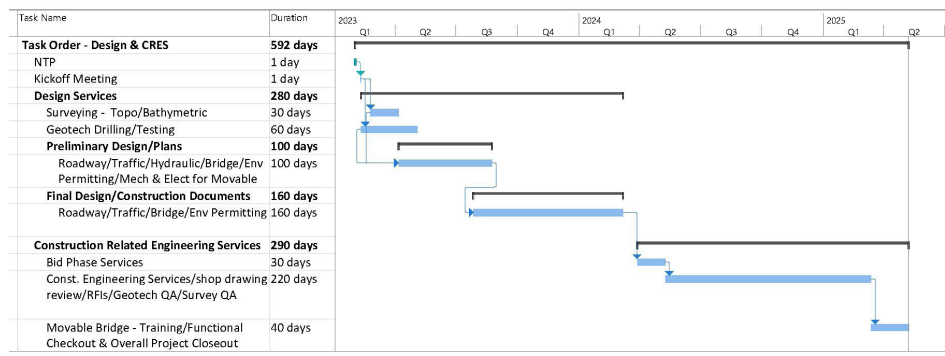 Task Name Duration 2023 2024 2025
Q1 Q2 Q3 Q4 Q1 Q2 Q3 Q4 Q1 Q2
Task Order - Design & CRES 592 days
NTP 1 day
Kickoff Meeting 1 day
Design Services 280 days
Surveying - Topo/Bathymetric 30 days
Geotech Drilling/Testing 60 days
Preliminary Design/Plans 100 days
Roadway/Traffic/Hydraulic/Bridge/Env 100 days
Permitting/Mech & Elect for Movable
Final Design/Construction Documents 160 days
Roadway/Traffic/Bridge/Env Permitting 160 days
Construction Related Engineering Services 290 days
Bid Phase Services 30 days
Const. Engineering Services/shop drawing 220 days
review/RFIs/Geotech QA/Survey QA
Movable Bridge - Training/Functional 40 days
Checkout & Overall Project Closeout